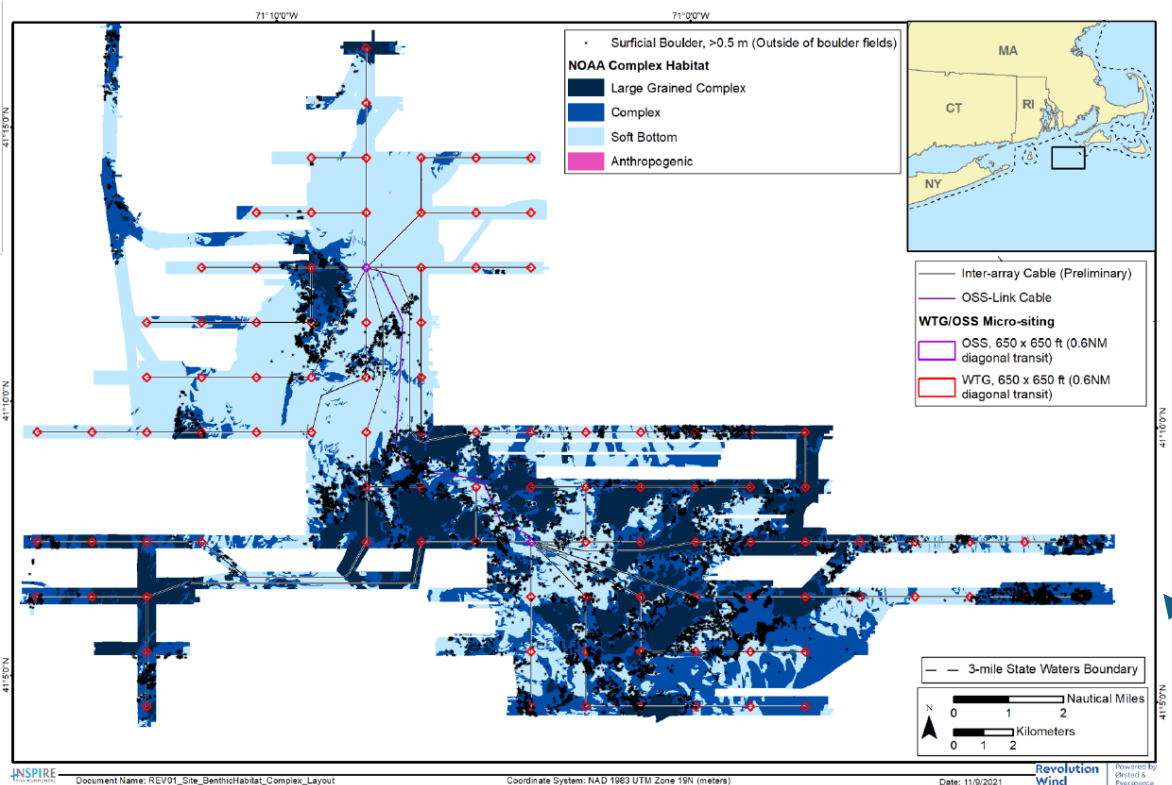 71°10'0"W
71°0'0"W
Surficial Boulder, >0.5 m (Outside of boulder fields)
NOAA Complex Habitat
Large Grained Complex
Complex
Soft Bottom
Anthropogenic
MA
CT
RI
NY
41°15'0"N
Inter-array Cable (Preliminary)
OSS-Link Cable
WTG/OSS Micro-siting
OSS, 650 x 650 ft (0.6NM
diagonal transit)
WTG, 650 x 650 ft (0.6NM
diagonal transit)
41°10'0"N
41°10'0"N
41°5'0"N
41°5'0"N
3-mile State Waters Boundary
N
Nautical Miles
0 1 2
Kilometers
0 1 2
INSPIRE
Document Name: REV01_Site_BenthicHabitat_Complex_Layout
Coordinate System: NAD 1983 UTM Zone 19N (meters)
Date: 11/9/2021
Revolution
Wind
Powered by
Ørsted &
Eversource